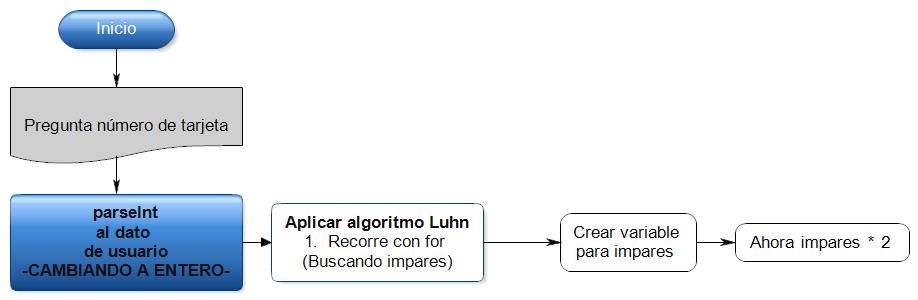 Inicio
Pregunta número de tarjeta
parseInt
al dato
de usuario
-CAMBIANDO A ENTERO-
Aplicar algoritmo Luhn
1. Recorre con for
(Buscando impares)
Crear variable
para impares
Ahora impares * 2